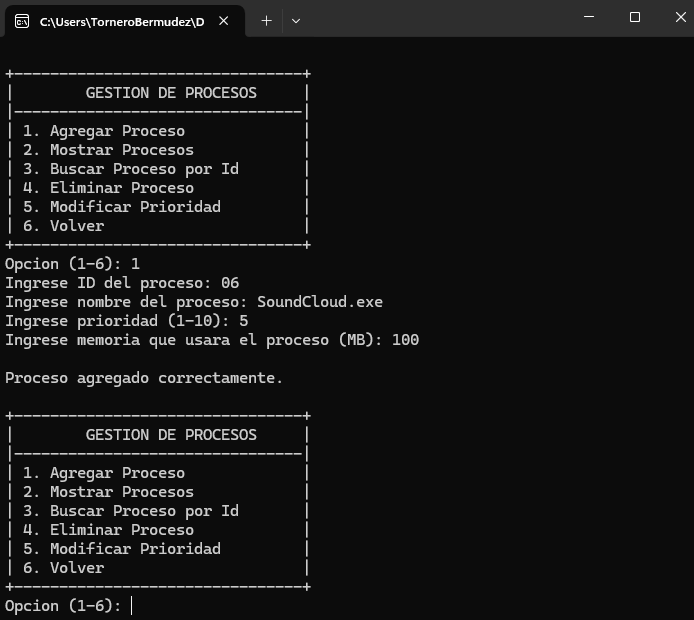 C:\Users\TorneroBermudez\D
+--------------------------------+
|        GESTION DE PROCESOS     |
|--------------------------------|
| 1. Agregar Proceso             |
| 2. Mostrar Procesos            |
| 3. Buscar Proceso por Id       |
| 4. Eliminar Proceso            |
| 5. Modificar Prioridad         |
| 6. Volver                      |
+--------------------------------+
Opcion (1-6): 1
Ingrese ID del proceso: 06
Ingrese nombre del proceso: SoundCloud.exe
Ingrese prioridad (1-10): 5
Ingrese memoria que usara el proceso (MB): 100
Proceso agregado correctamente.
+--------------------------------+
|        GESTION DE PROCESOS     |
|--------------------------------|
| 1. Agregar Proceso             |
| 2. Mostrar Procesos            |
| 3. Buscar Proceso por Id       |
| 4. Eliminar Proceso            |
| 5. Modificar Prioridad         |
| 6. Volver                      |
+--------------------------------+
Opcion (1-6):